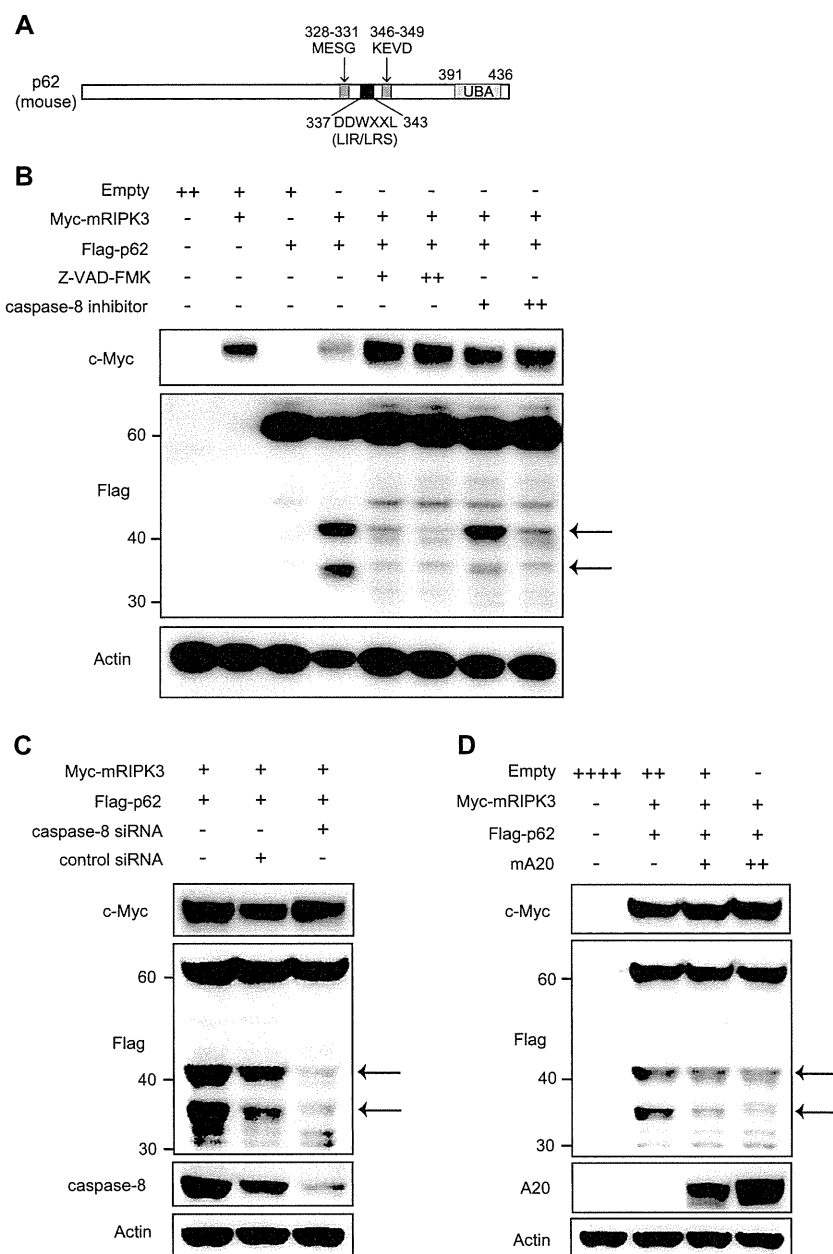 A
328-331 346-349
MESG KEVD
p62 391 436
(mouse) UBA
337 DDWXXL 343
(LIR/LRS)
B
Empty ++ + + - - - - -
Myc-mRIPK3 - + - + + + + +
Flag-p62 - - + + + + + +
Z-VAD-FMK - - - - + ++ - -
caspase-8 inhibitor - - - - - - + ++
c-Myc
60
Flag
40
30
Actin
C
Myc-mRIPK3 + + +
Flag-p62 + + +
caspase-8 siRNA - - +
control siRNA - + -
c-Myc
60
Flag
40
30
caspase-8
Actin
D
Empty ++++ ++ + -
Myc-mRIPK3 - + + +
Flag-p62 - + + +
mA20 - - + ++
c-Myc
60
Flag
40
30
A20
Actin